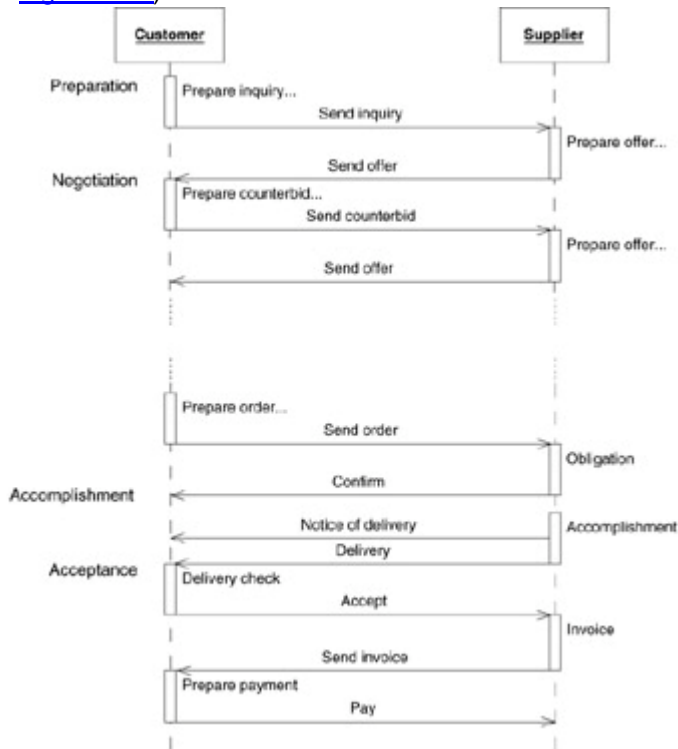 Customer
Supplier
Preparation
Prepare inquiry...
Send inquiry
Prepare offer...
Send offer
Negotiation
Prepare counterbid...
Send counterbid
Prepare offer...
Send offer
Prepare order...
Send order
Obligation
Confirm
Accomplishment
Notice of delivery
Accomplishment
Delivery
Acceptance
Delivery check
Accept
Invoice
Send invoice
Prepare payment
Pay